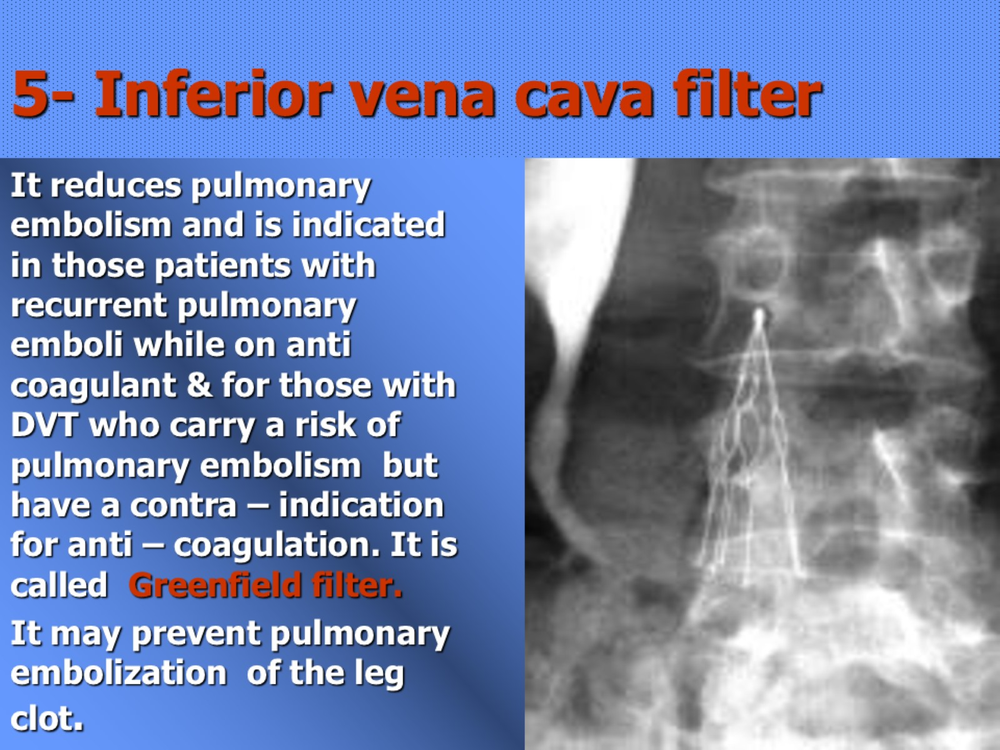 5- Inferior vena cava filter
It reduces pulmonary
embolism and is indicated
in those patients with
recurrent pulmonary
emboli while on anti
coagulant & for those with
DVT who carry a risk of
pulmonary embolism  but
have a contra – indication
for anti – coagulation. It is
called  Greenfield filter.
It may prevent pulmonary
embolization  of the leg
clot.